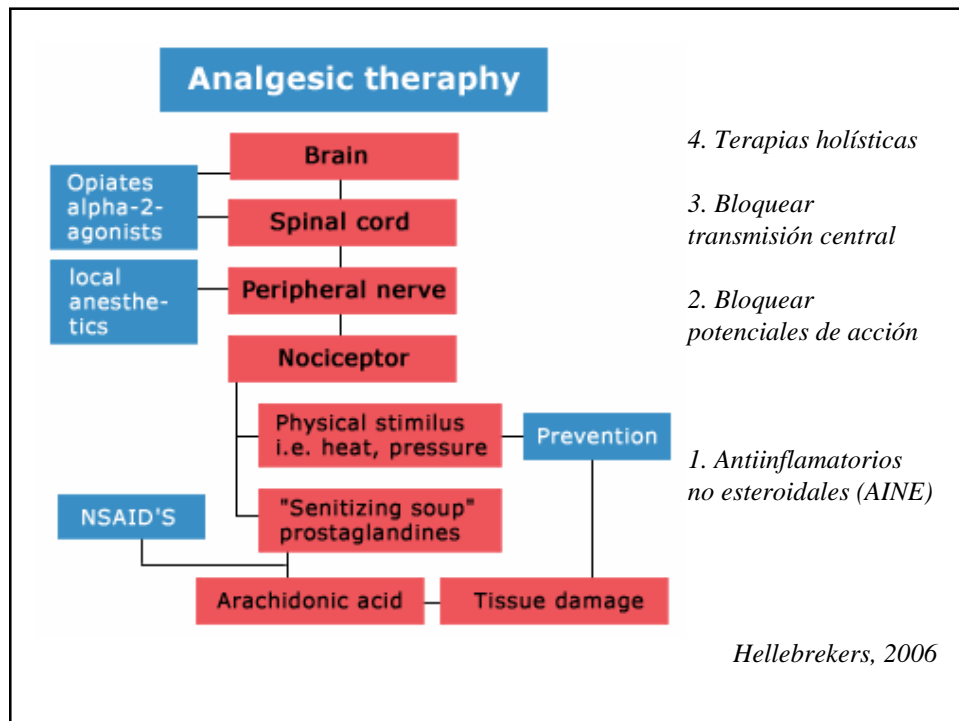 Analgesic theraphy
Brain
Opiates
alpha-2-
agonists
Spinal cord
local
anesthe-
tics
Peripheral nerve
Nociceptor
Physical stimilus
i.e. heat, pressure
Prevention
NSAID'S
"Senitizing soup"
prostaglandines
Arachidonic acid
Tissue damage
4. Terapias holísticas
3. Bloquear
transmisión central
2. Bloquear
potenciales de acción
1. Antiinflamatorios
no esteroidales (AINE)
Hellebrekers, 2006